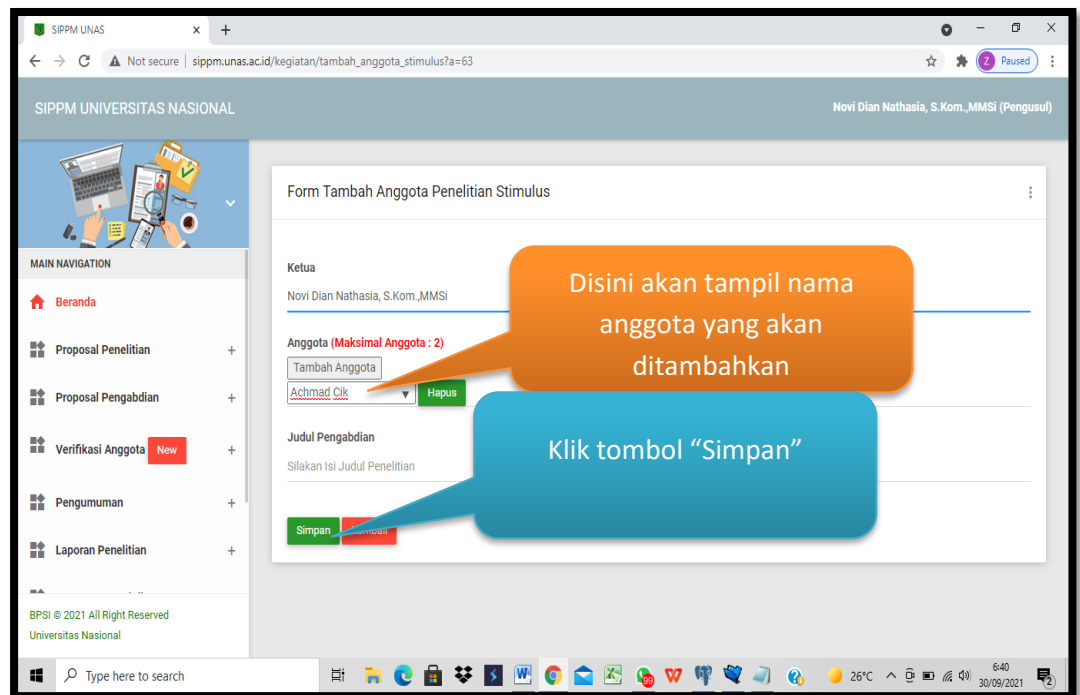 SIPPM UNAS
Not secure | sippm.unas.ac.id/kegiatan/tambah_anggota_stimulus?a=63
Z Paused
SIPPM UNIVERSITAS NASIONAL
Novi Dian Nathasia, S.Kom.,MMSi (Pengusul)
MAIN NAVIGATION
Beranda
Proposal Penelitian +
Proposal Pengabdian +
Verifikasi Anggota New +
Pengumuman +
Laporan Penelitian +
BPSI © 2021 All Right Reserved
Universitas Nasional
Form Tambah Anggota Penelitian Stimulus
Ketua
Novi Dian Nathasia, S.Kom.,MMSi
Anggota (Maksimal Anggota : 2)
Tambah Anggota
Achmad Cik
Hapus
Judul Pengabdian
Silakan Isi Judul Penelitian
Simpan
Disini akan tampil nama
anggota yang akan
ditambahkan
Klik tombol “Simpan”
Type here to search
99
26°C
6:40
30/09/2021
2